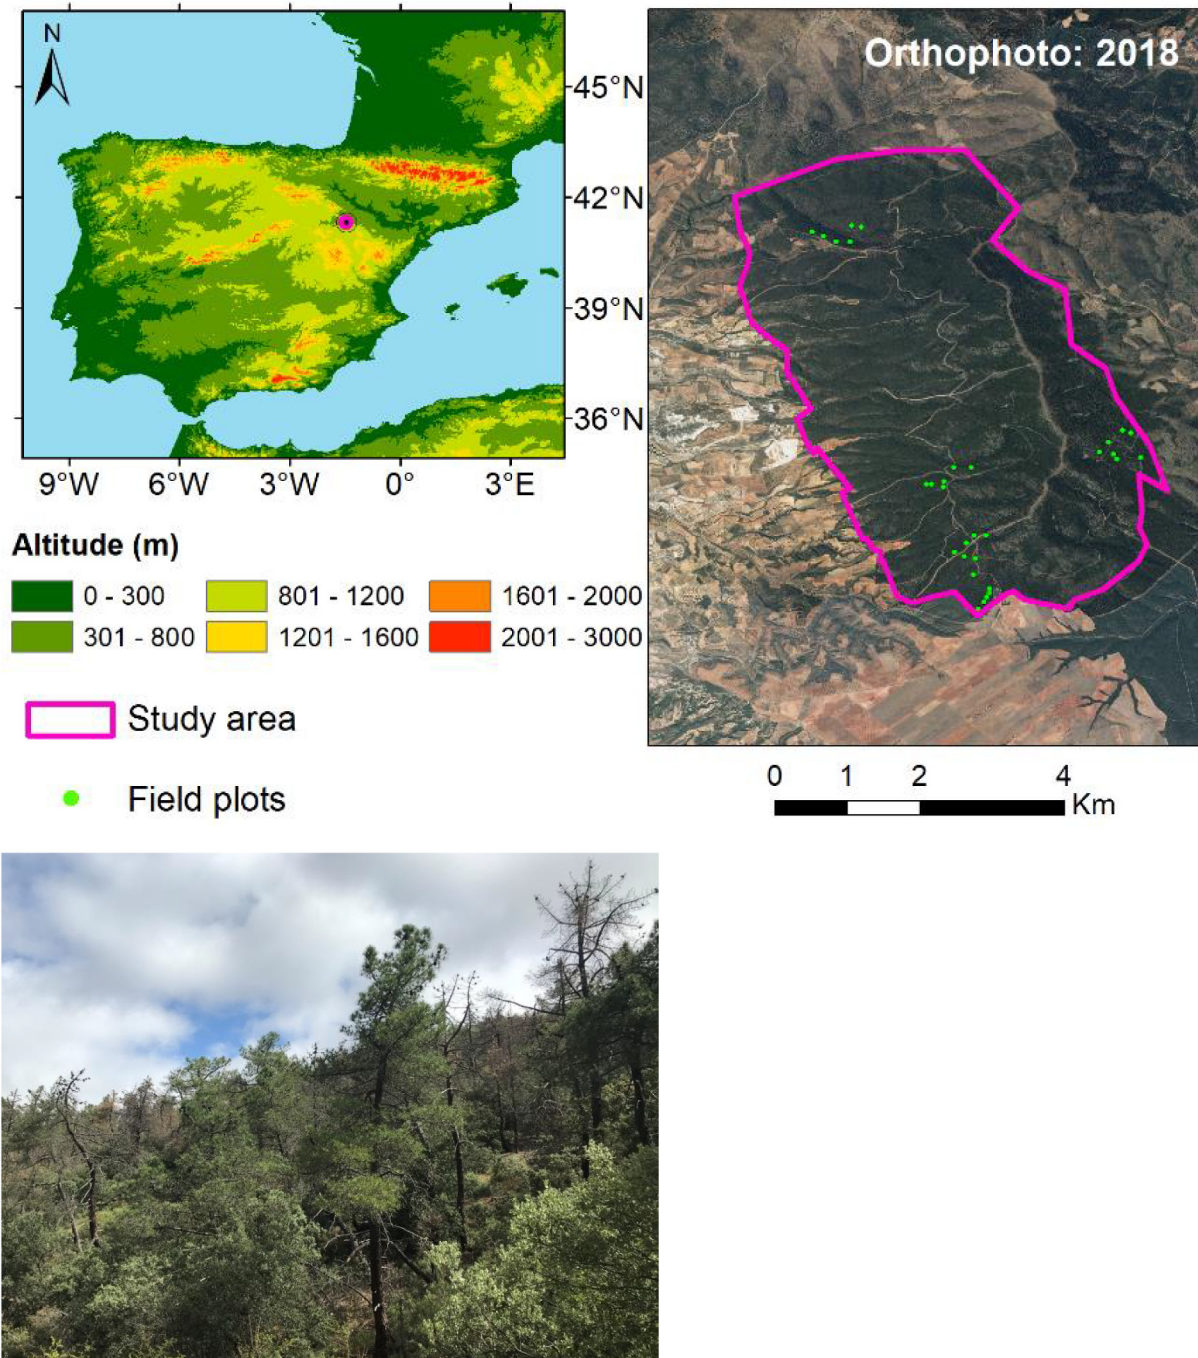 N
45°N
42°N
39°N
36°N
9°W 6°W 3°W 0° 3°E
Orthophoto: 2018
Altitude (m)
0 - 300 801 - 1200 1601 - 2000
301 - 800 1201 - 1600 2001 - 3000
Study area
Field plots
0 1 2 4
Km